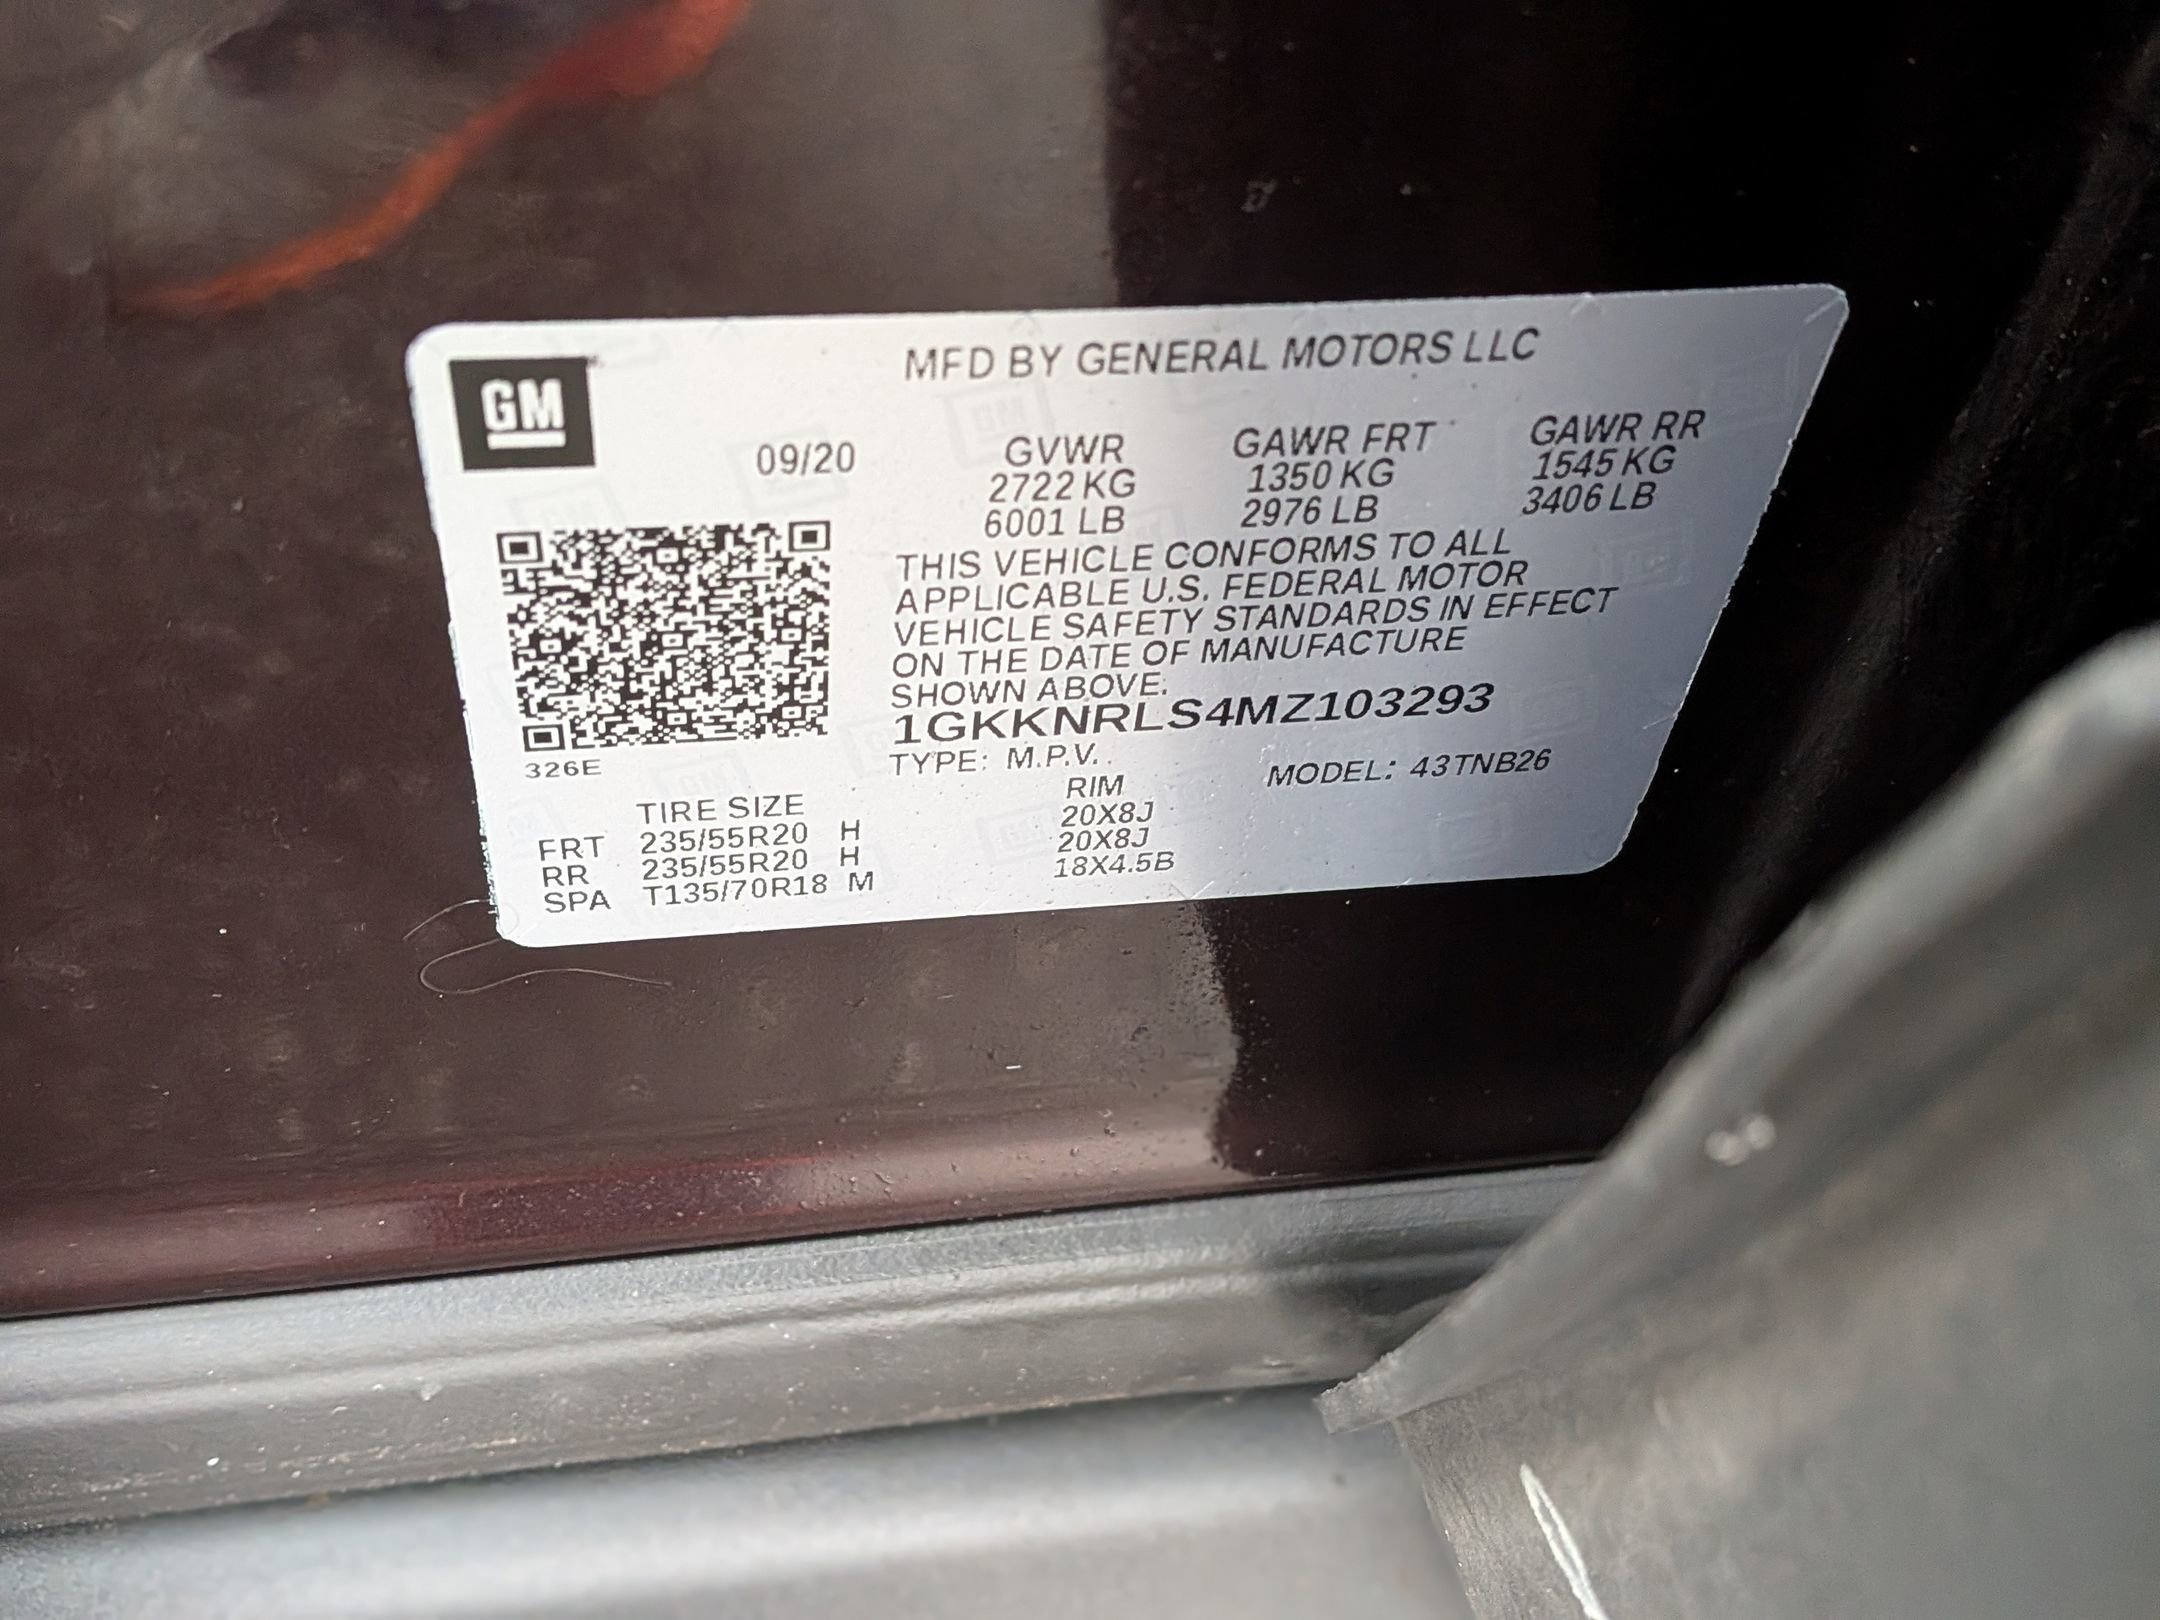 GM
MFD BY GENERAL MOTORS LLC
09/20
GVWR GAWR FRT GAWR RR
2722 KG 1350 KG 1545 KG
6001 LB 2976 LB 3406 LB
THIS VEHICLE CONFORMS TO ALL
APPLICABLE U.S. FEDERAL MOTOR
VEHICLE SAFETY STANDARDS IN EFFECT
ON THE DATE OF MANUFACTURE
SHOWN ABOVE.
1GKKNRLS4MZ103293
326E
TYPE: M.P.V. MODEL: 43TNB26
TIRE SIZE RIM
FRT 235/55R20 H 20X8J
RR 235/55R20 H 20X8J
SPA T135/70R18 M 18X4.5B